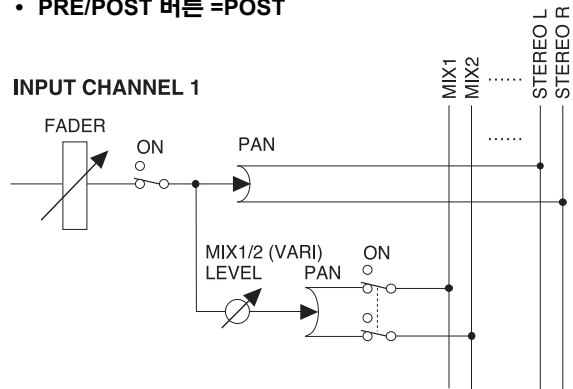 • PRE/POST 버튼 =POST
INPUT CHANNEL 1
FADER
ON
PAN
MIX1
MIX2
......
STEREO L
STEREO R
......
MIX1/2 (VARI)
LEVEL
PAN
ON